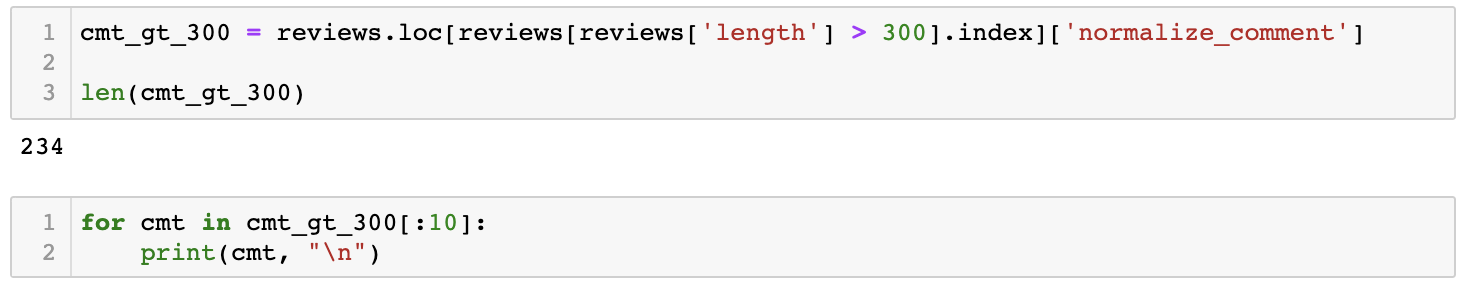 1 cmt_gt_300 = reviews.loc[reviews[reviews['length'] > 300].index]['normalize_comment']
2
3 len(cmt_gt_300)
234
1 for cmt in cmt_gt_300[:10]:
2     print(cmt, "\n")